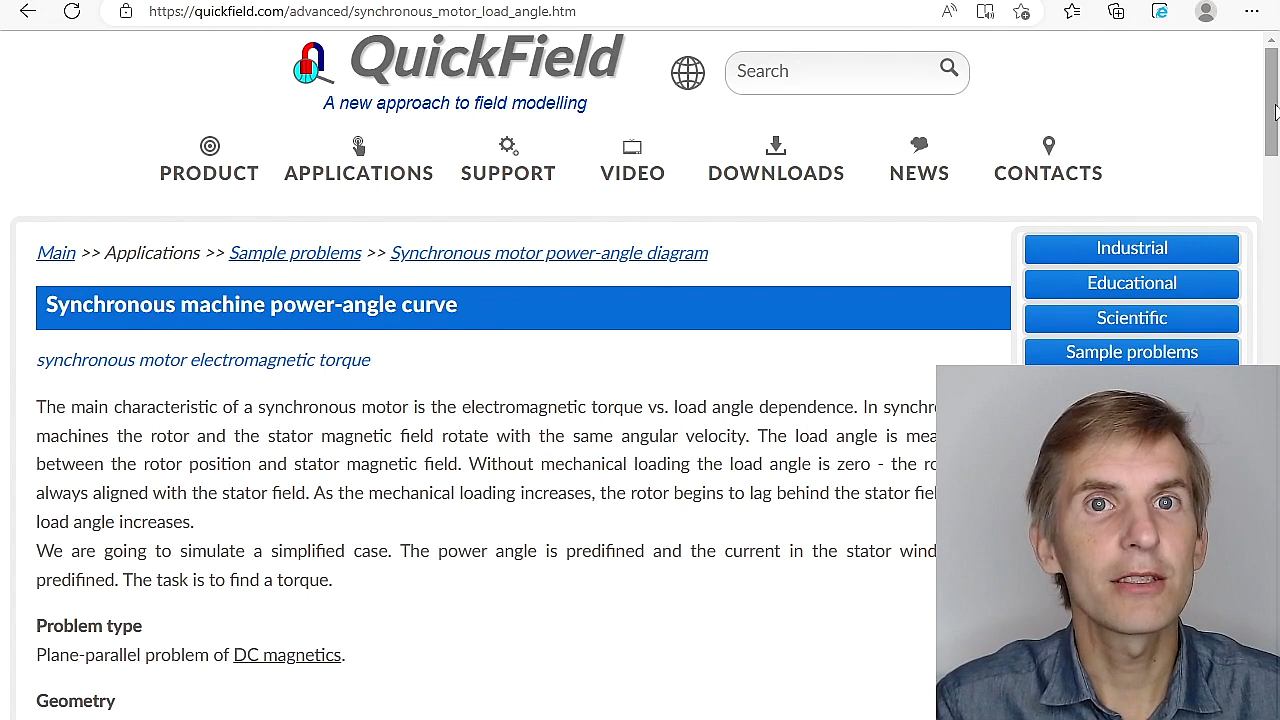 https://quickfield.com/advanced/synchronous_motor_load_angle.htm
QuickField
A new approach to field modelling
Search
PRODUCT APPLICATIONS SUPPORT VIDEO DOWNLOADS NEWS CONTACTS
Main >> Applications >> Sample problems >> Synchronous motor power-angle diagram
Synchronous machine power-angle curve
synchronous motor electromagnetic torque
The main characteristic of a synchronous motor is the electromagnetic torque vs. load angle dependence. In synchro
machines the rotor and the stator magnetic field rotate with the same angular velocity. The load angle is mea
between the rotor position and stator magnetic field. Without mechanical loading the load angle is zero - the ro
always aligned with the stator field. As the mechanical loading increases, the rotor begins to lag behind the stator fiel
load angle increases.
We are going to simulate a simplified case. The power angle is predifined and the current in the stator wind
predifined. The task is to find a torque.
Problem type
Plane-parallel problem of DC magnetics.
Geometry
Industrial
Educational
Scientific
Sample problems